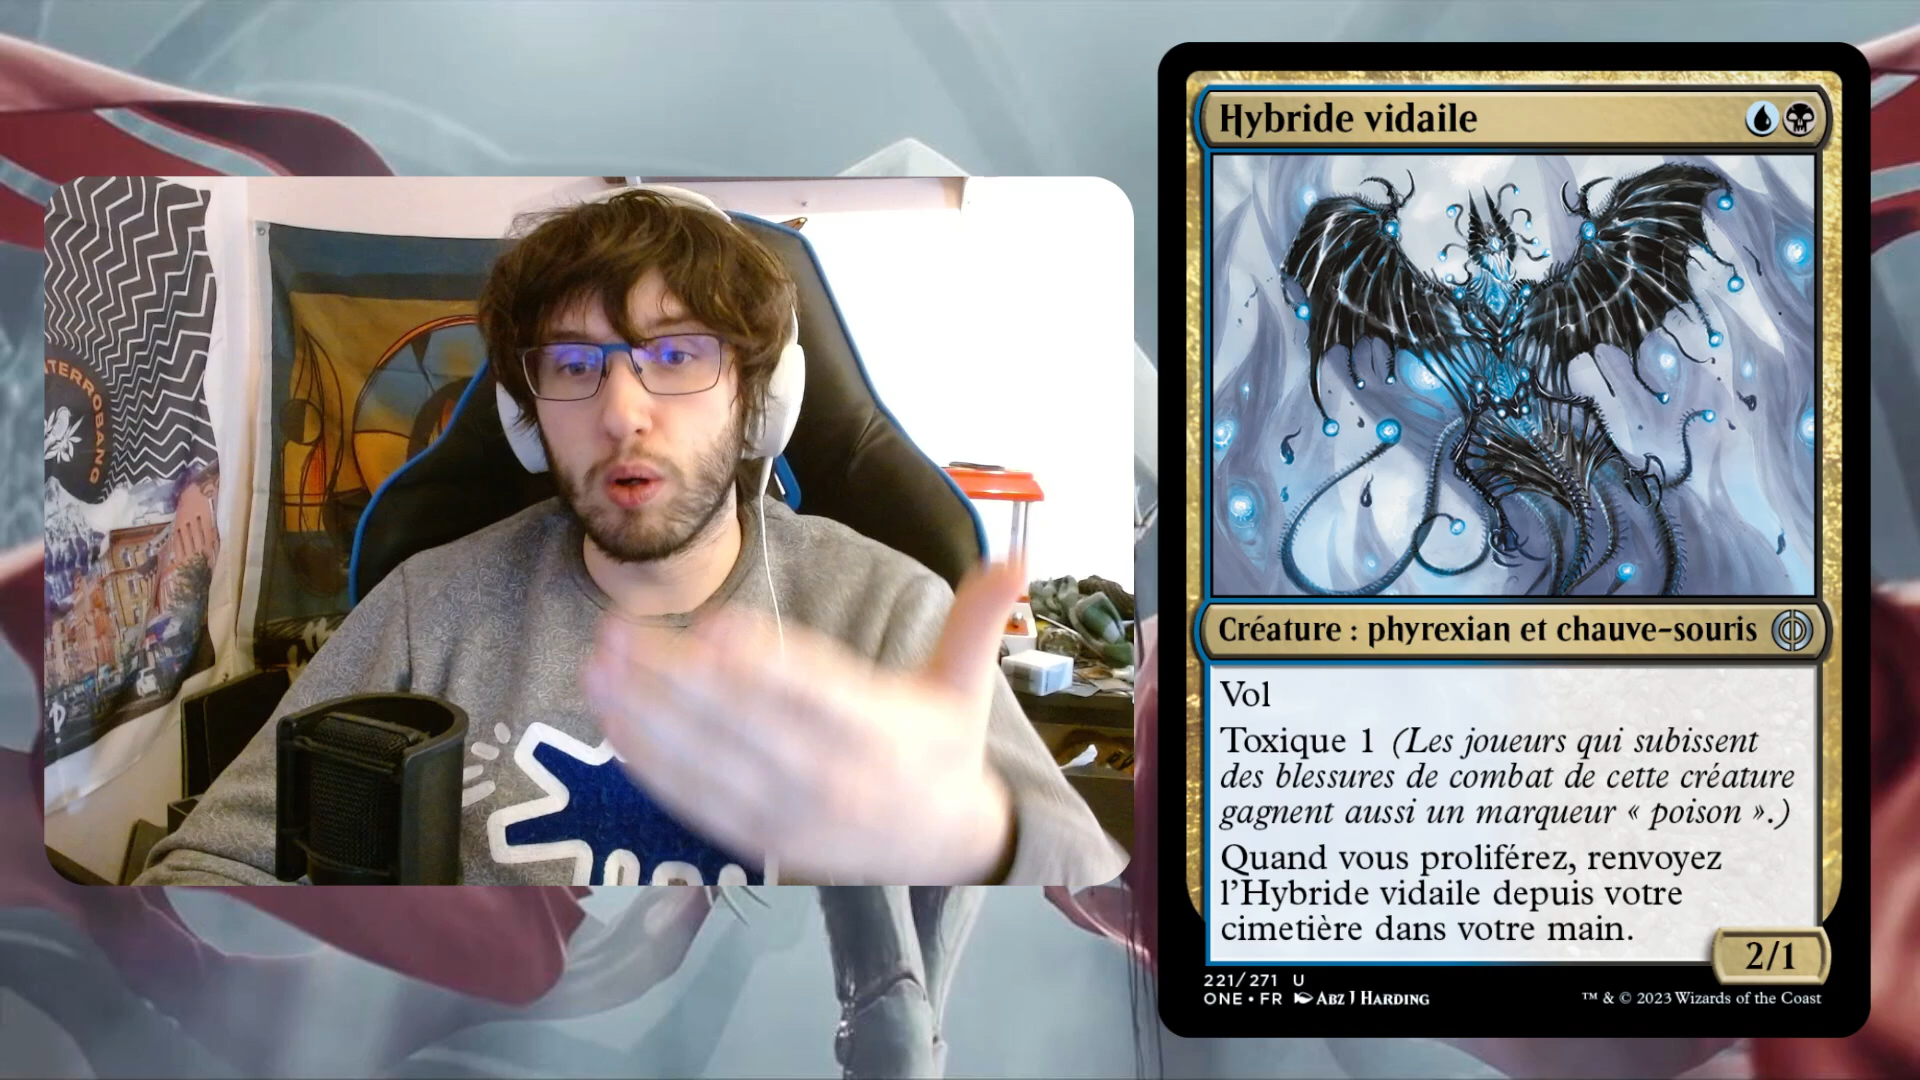 TERROBANG
Hybride vidaile
Créature : phyrexian et chauve-souris
Vol
Toxique 1 (Les joueurs qui subissent
des blessures de combat de cette créature
gagnent aussi un marqueur « poison ».)
Quand vous proliférez, renvoyez
l'Hybride vidaile depuis votre
cimetière dans votre main.
2/1
221/271 U
ONE • FR Abz J Harding
™ & © 2023 Wizards of the Coast